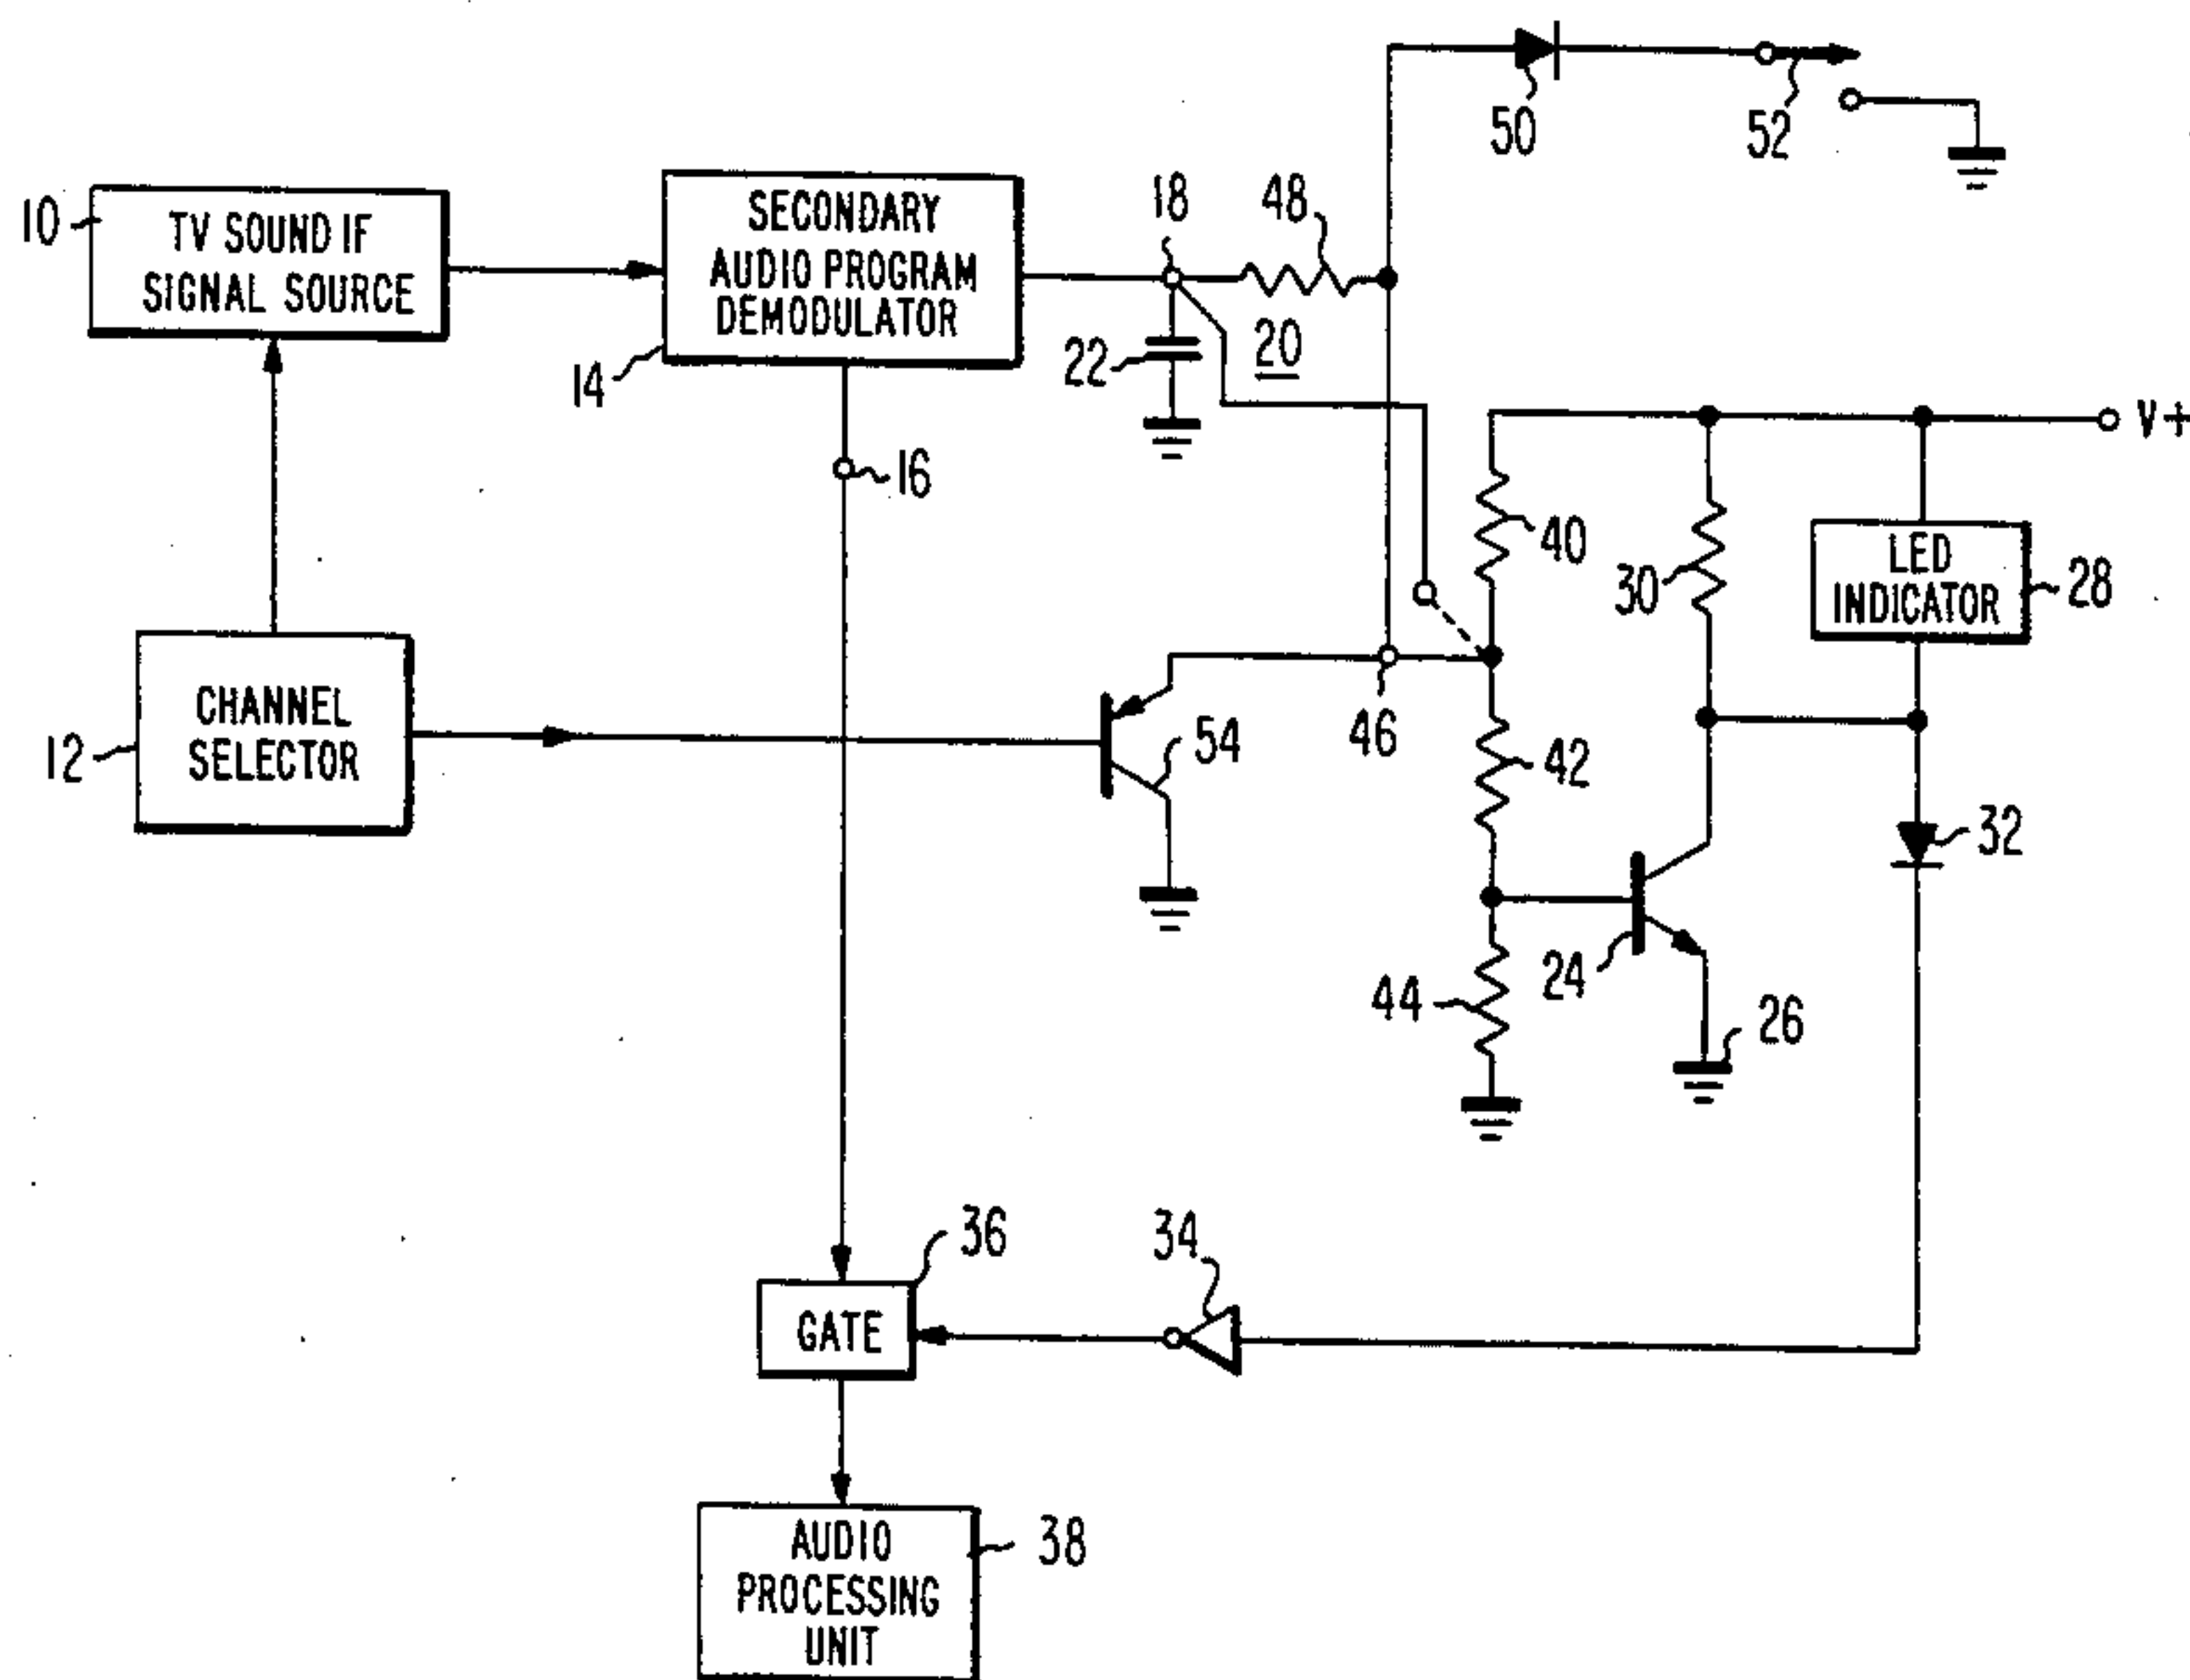 50
52
10
TV SOUND IF
SIGNAL SOURCE
SECONDARY
AUDIO PROGRAM
DEMODULATOR
14
18
48
22
20
16
V+
40
30
LED
INDICATOR
28
CHANNEL
SELECTOR
12
54
46
42
32
24
44
26
36
34
GATE
AUDIO
PROCESSING
UNIT
38